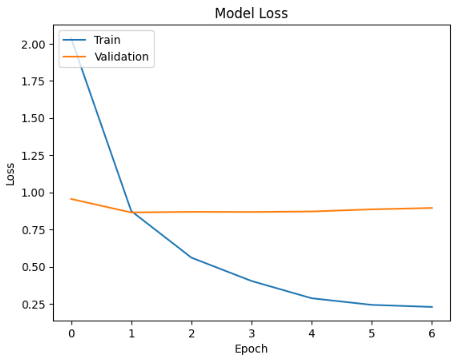 Model Loss
Train
Validation
2.00
1.75
1.50
1.25
1.00
0.75
0.50
0.25
Loss
0 1 2 3 4 5 6
Epoch